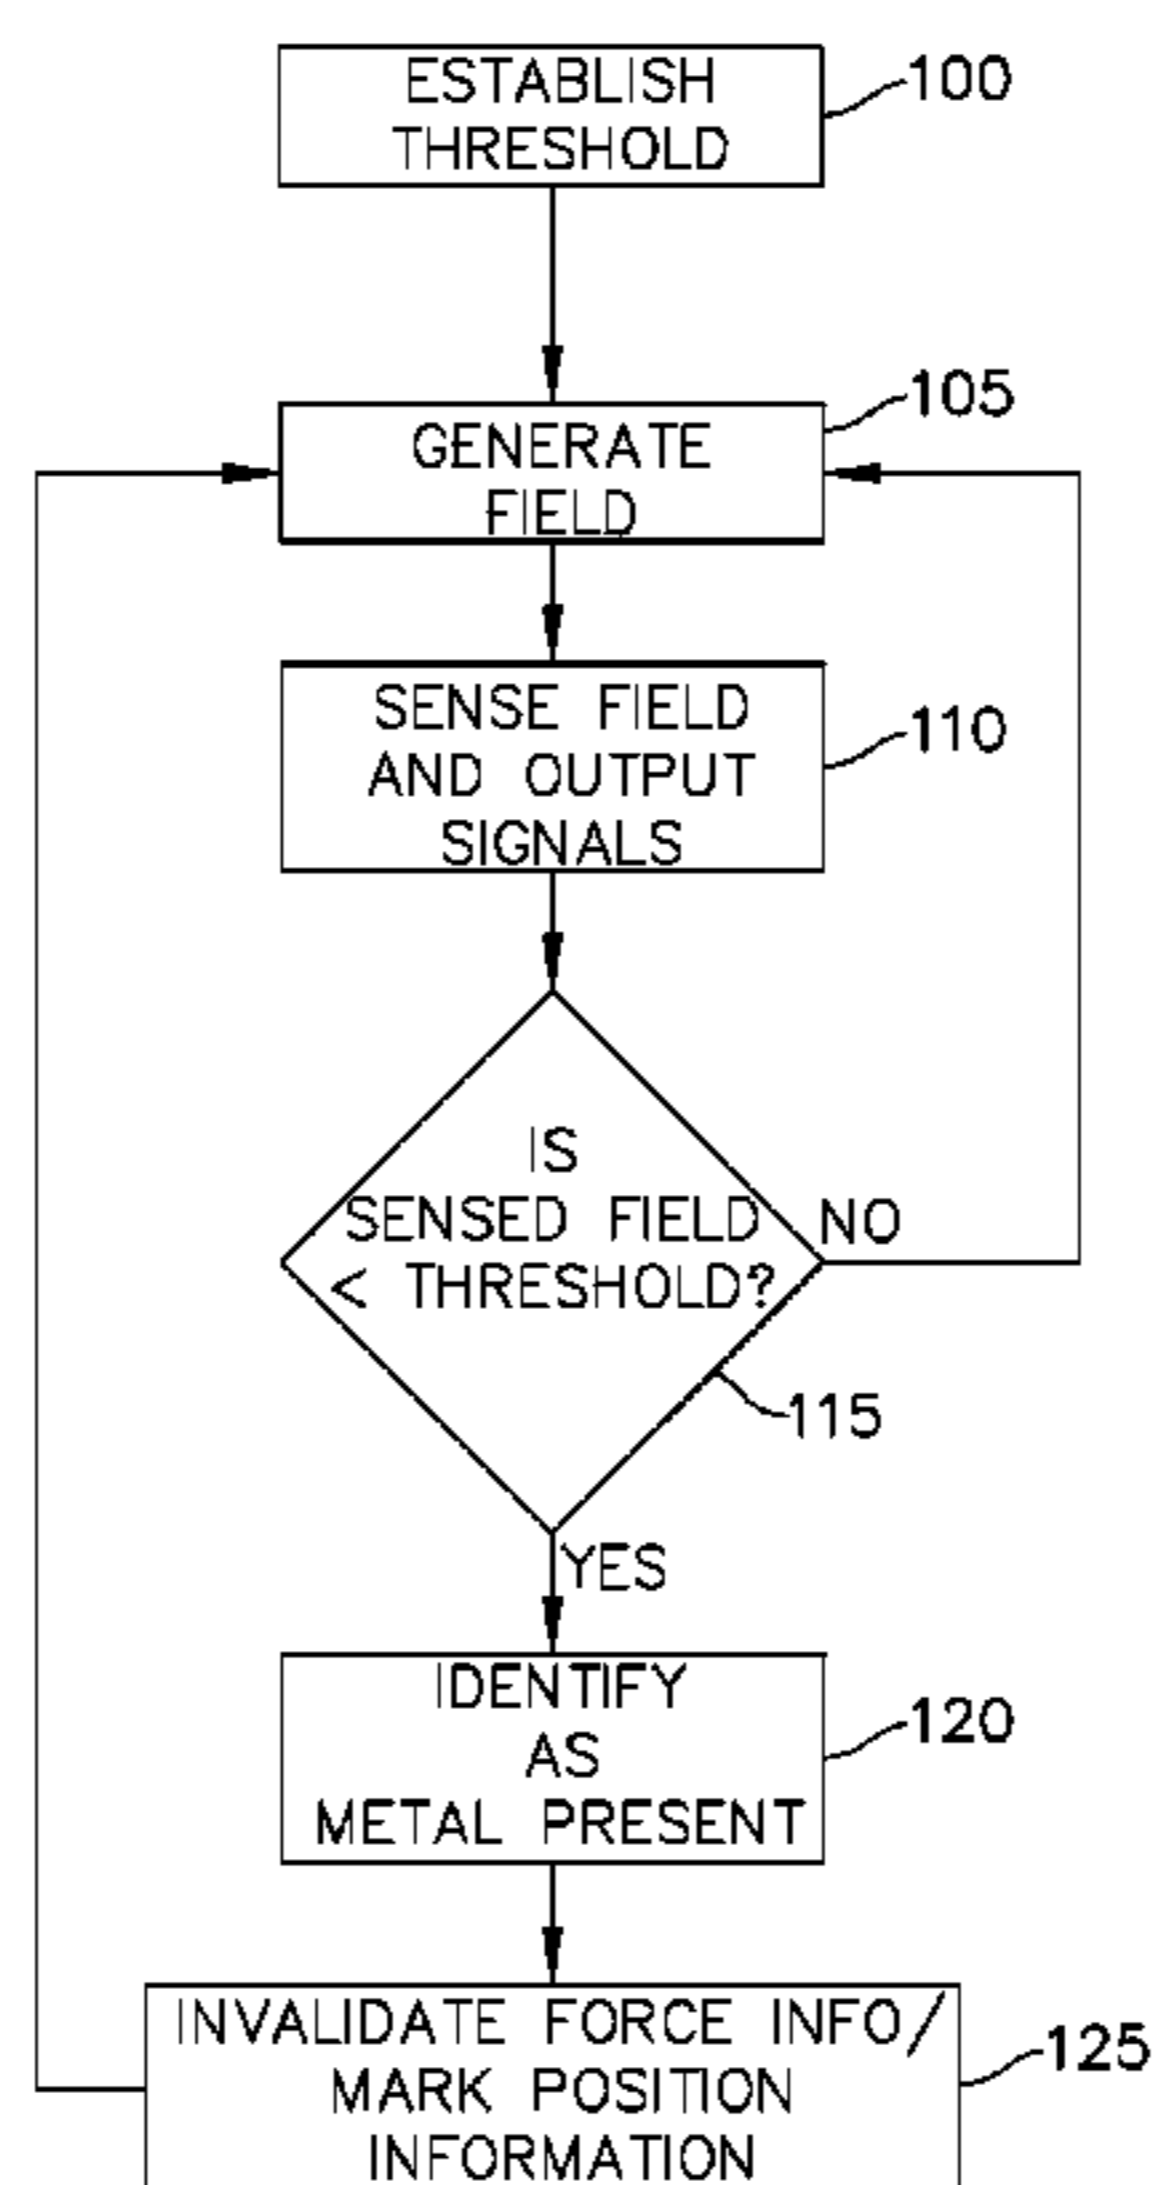 ESTABLISH
THRESHOLD
100
GENERATE
FIELD
105
SENSE FIELD
AND OUTPUT
SIGNALS
110
IS
SENSED FIELD
< THRESHOLD?
NO
115
YES
IDENTIFY
AS
METAL PRESENT
120
INVALIDATE FORCE INFO/
MARK POSITION
INFORMATION
125